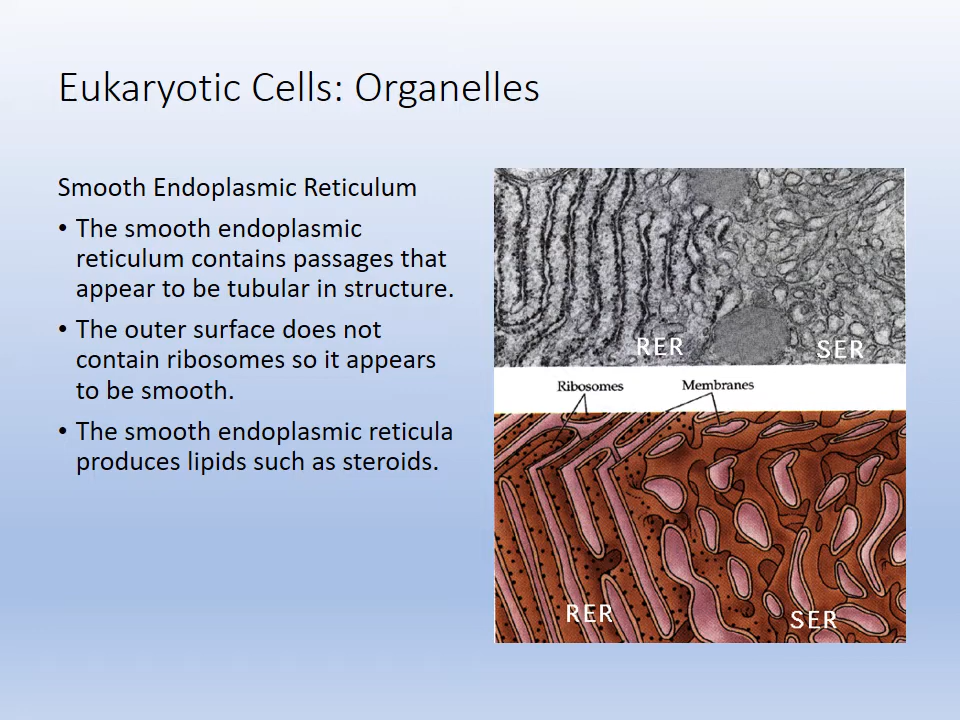 Eukaryotic Cells: Organelles
Smooth Endoplasmic Reticulum
• The smooth endoplasmic
reticulum contains passages that
appear to be tubular in structure.
• The outer surface does not
contain ribosomes so it appears
to be smooth.
• The smooth endoplasmic reticula
produces lipids such as steroids.
RER
SER
Ribosomes
Membranes
RER
SER